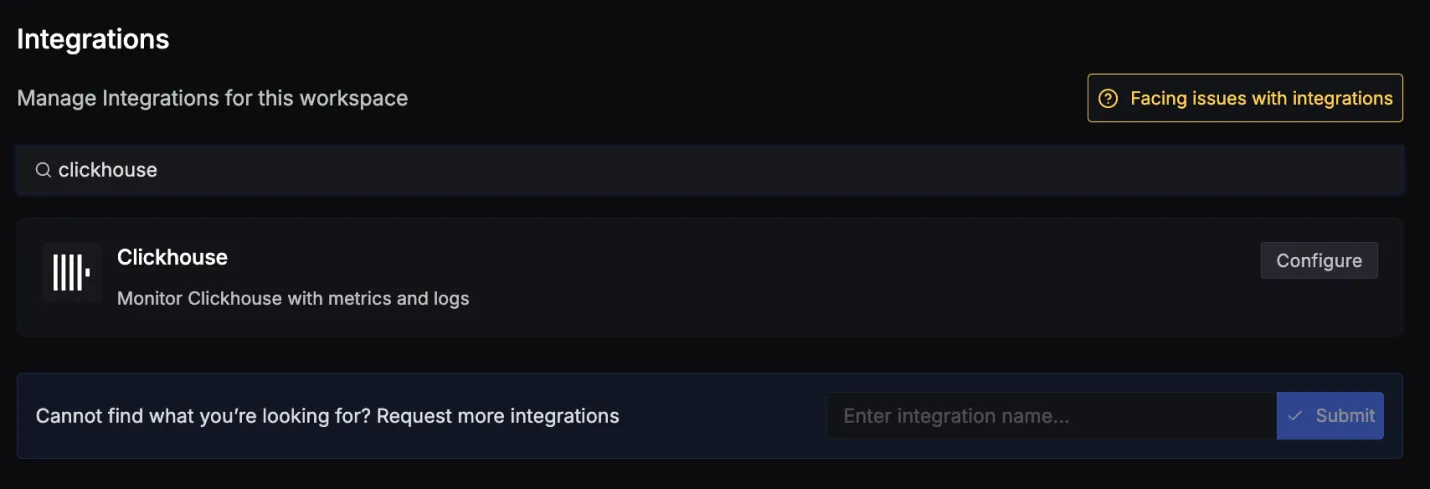 Integrations
Manage Integrations for this workspace
Facing issues with integrations
clickhouse
Clickhouse
Configure
Monitor Clickhouse with metrics and logs
Cannot find what you’re looking for? Request more integrations
Enter integration name...
Submit